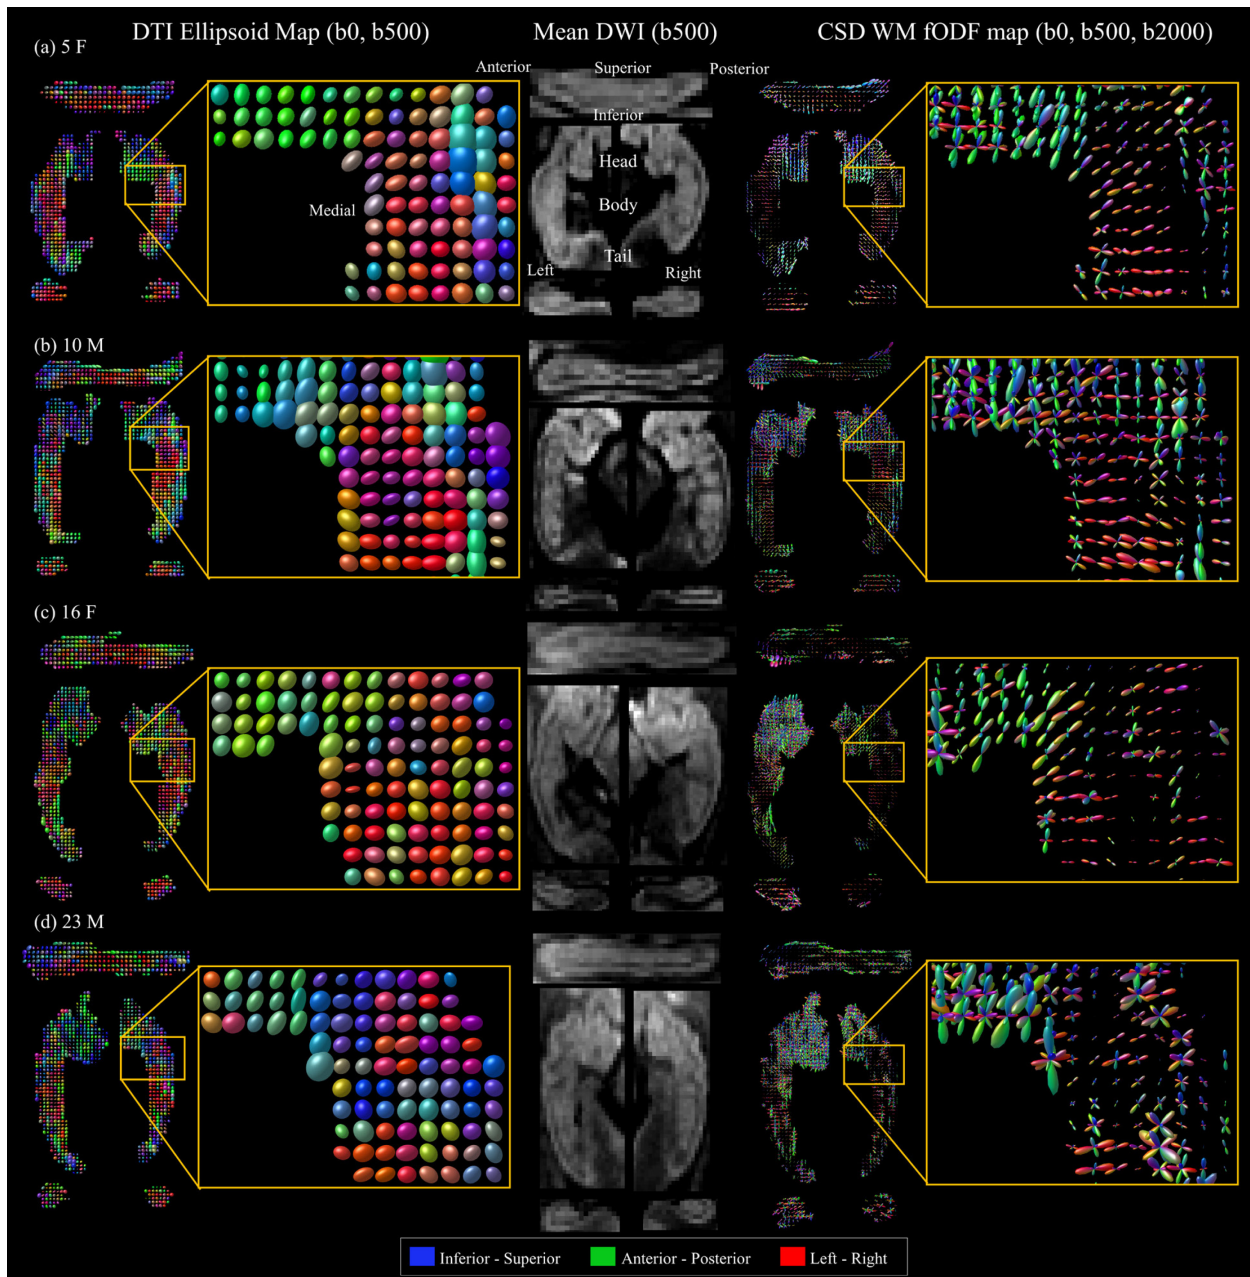 DTI Ellipsoid Map (b0, b500)
Mean DWI (b500)
CSD WM fODF map (b0, b500, b2000)
(a) 5 F
Anterior
Superior
Posterior
Inferior
Head
Medial
Body
Tail
Left
Right
(b) 10 M
(c) 16 F
(d) 23 M
Inferior - Superior
Anterior - Posterior
Left - Right